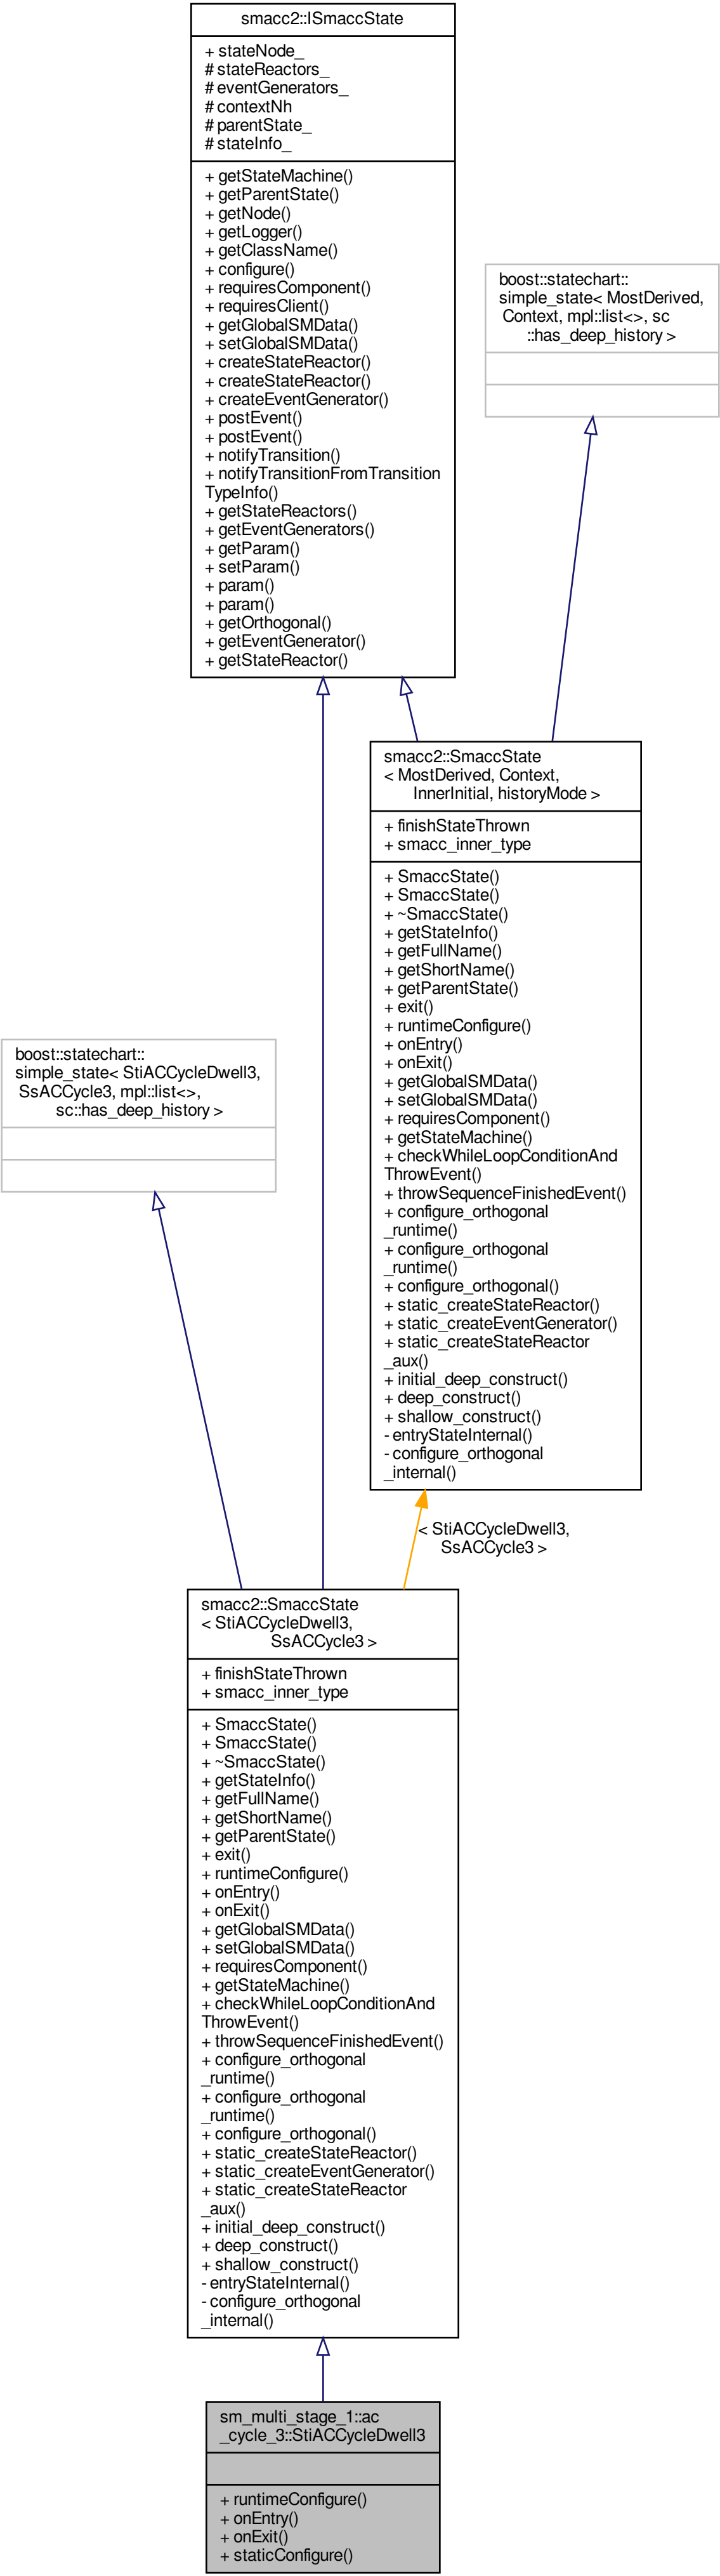 smacc2::ISmaccState
+ stateNode_
# stateReactors_
# eventGenerators_
# contextNh
# parentState_
# stateInfo_
+ getStateMachine()
+ getParentState()
+ getNode()
+ getLogger()
+ getClassName()
+ configure()
+ requiresComponent()
+ requiresClient()
+ getGlobalSMData()
+ setGlobalSMData()
+ createStateReactor()
+ createStateReactor()
+ createEventGenerator()
+ postEvent()
+ postEvent()
+ notifyTransition()
+ notifyTransitionFromTransition
TypeInfo()
+ getStateReactors()
+ getEventGenerators()
+ getParam()
+ setParam()
+ param()
+ param()
+ getOrthogonal()
+ getEventGenerator()
+ getStateReactor()
boost::statechart::
simple_state< MostDerived,
Context, mpl::list<>, sc
::has_deep_history >
smacc2::SmaccState
< MostDerived, Context,
InnerInitial, historyMode >
+ finishStateThrown
+ smacc_inner_type
+ SmaccState()
+ SmaccState()
+ ~SmaccState()
+ getStateInfo()
+ getFullName()
+ getShortName()
+ getParentState()
+ exit()
+ runtimeConfigure()
+ onEntry()
+ onExit()
+ getGlobalSMData()
+ setGlobalSMData()
+ requiresComponent()
+ getStateMachine()
+ checkWhileLoopConditionAnd
ThrowEvent()
+ throwSequenceFinishedEvent()
+ configure_orthogonal
_runtime()
+ configure_orthogonal
_runtime()
+ configure_orthogonal()
+ static_createStateReactor()
+ static_createEventGenerator()
+ static_createStateReactor
_aux()
+ initial_deep_construct()
+ deep_construct()
+ shallow_construct()
- entryStateInternal()
- configure_orthogonal
_internal()
boost::statechart::
simple_state< StiACCycleDwell3,
SsACCycle3, mpl::list<>,
sc::has_deep_history >
< StiACCycleDwell3,
SsACCycle3 >
smacc2::SmaccState
< StiACCycleDwell3,
SsACCycle3 >
+ finishStateThrown
+ smacc_inner_type
+ SmaccState()
+ SmaccState()
+ ~SmaccState()
+ getStateInfo()
+ getFullName()
+ getShortName()
+ getParentState()
+ exit()
+ runtimeConfigure()
+ onEntry()
+ onExit()
+ getGlobalSMData()
+ setGlobalSMData()
+ requiresComponent()
+ getStateMachine()
+ checkWhileLoopConditionAnd
ThrowEvent()
+ throwSequenceFinishedEvent()
+ configure_orthogonal
_runtime()
+ configure_orthogonal
_runtime()
+ configure_orthogonal()
+ static_createStateReactor()
+ static_createEventGenerator()
+ static_createStateReactor
_aux()
+ initial_deep_construct()
+ deep_construct()
+ shallow_construct()
- entryStateInternal()
- configure_orthogonal
_internal()
sm_multi_stage_1::ac
_cycle_3::StiACCycleDwell3
+ runtimeConfigure()
+ onEntry()
+ onExit()
+ staticConfigure()